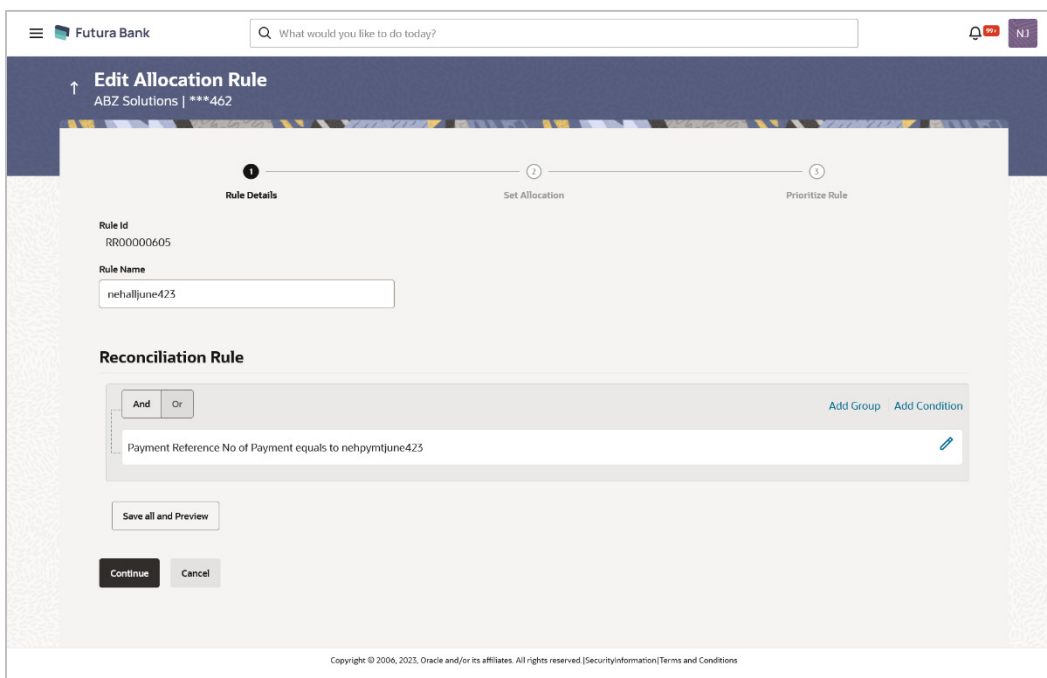 Futura Bank
What would you like to do today?
99+
NJ
Edit Allocation Rule
ABZ Solutions | ***462
1
2
3
Rule Details
Set Allocation
Prioritize Rule
Rule Id
RR00000605
Rule Name
nehalljune423
Reconciliation Rule
And Or
Add Group Add Condition
Payment Reference No of Payment equals to nehpymtjune423
Save all and Preview
Continue Cancel
Copyright © 2006, 2023, Oracle and/or its affiliates. All rights reserved.|SecurityInformation|Terms and Conditions